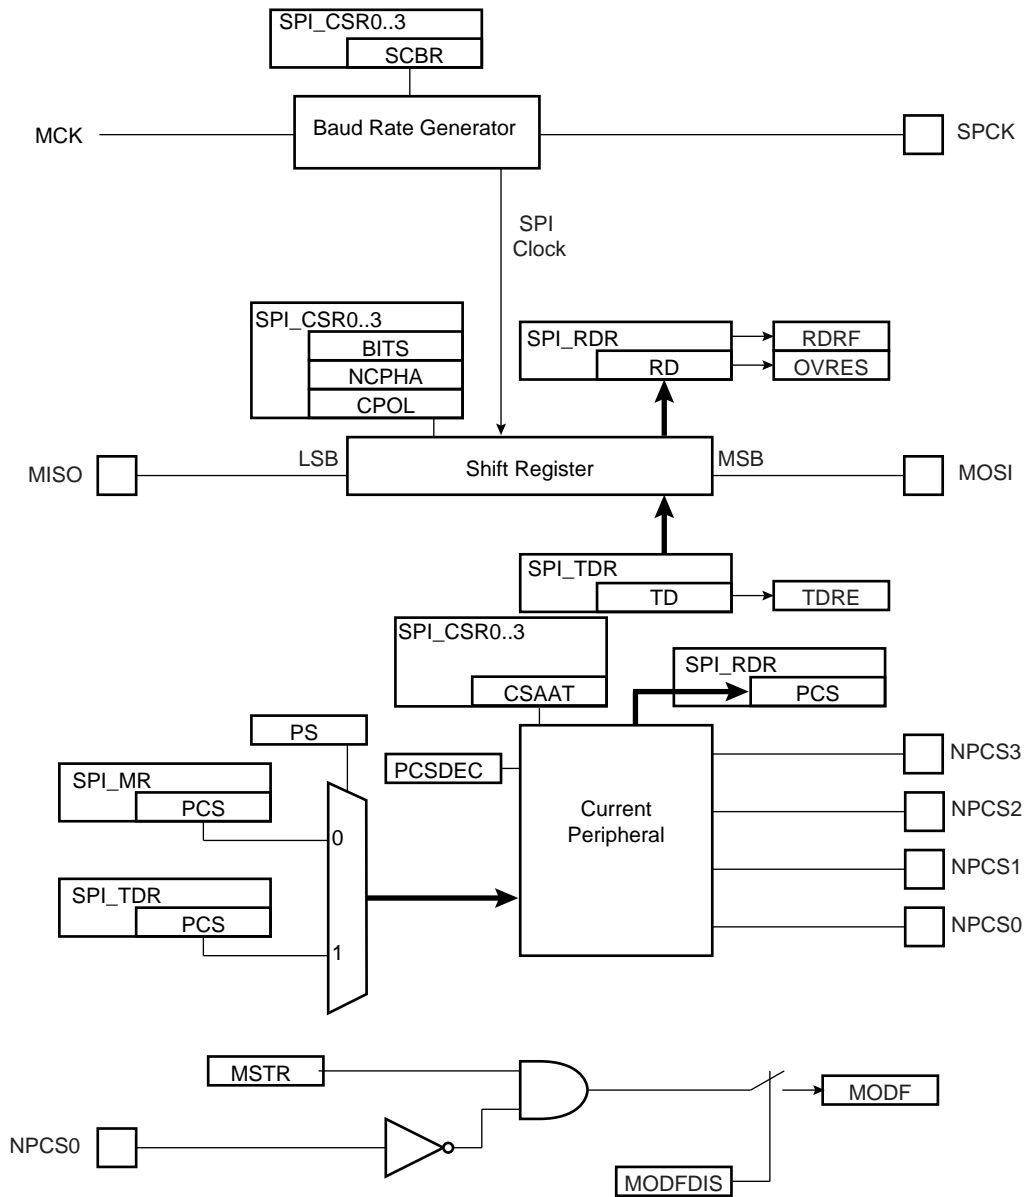 SPI_CSR0..3
SCBR
MCK
Baud Rate Generator
SPCK
SPI
Clock
SPI_CSR0..3
BITS
NCPHA
CPOL
SPI_RDR
RD
RDRF
OVRES
MISO
LSB
Shift Register
MSB
MOSI
SPI_TDR
TD
TDRE
SPI_CSR0..3
CSAAT
SPI_RDR
PCS
PS
PCSDEC
SPI_MR
PCS
0
SPI_TDR
PCS
1
Current
Peripheral
NPCS3
NPCS2
NPCS1
NPCS0
MSTR
MODF
NPCS0
MODFDIS